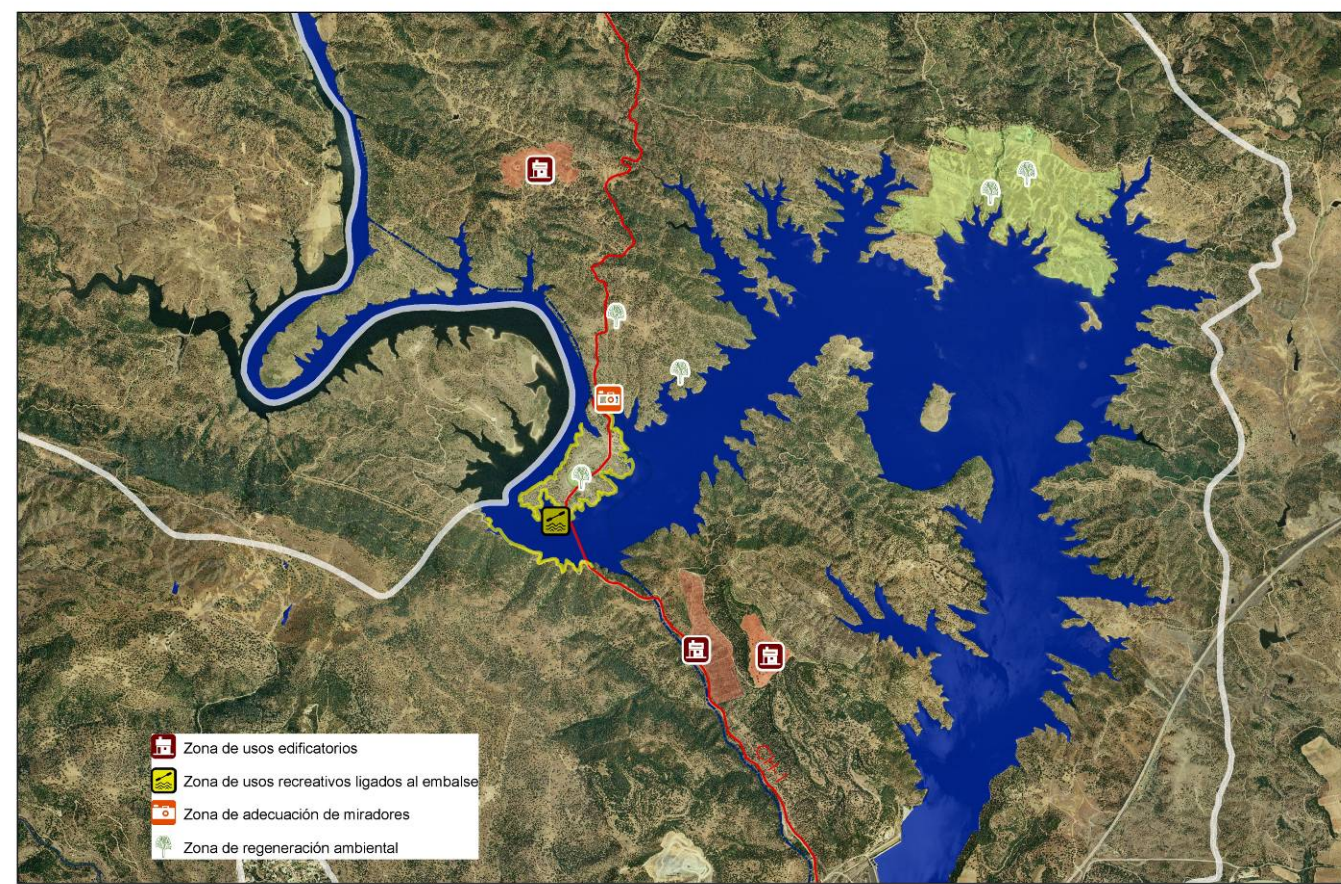 Zona de usos edificatorios
Zona de usos recreativos ligados al embalse
Zona de adecuación de miradores
Zona de regeneración ambiental